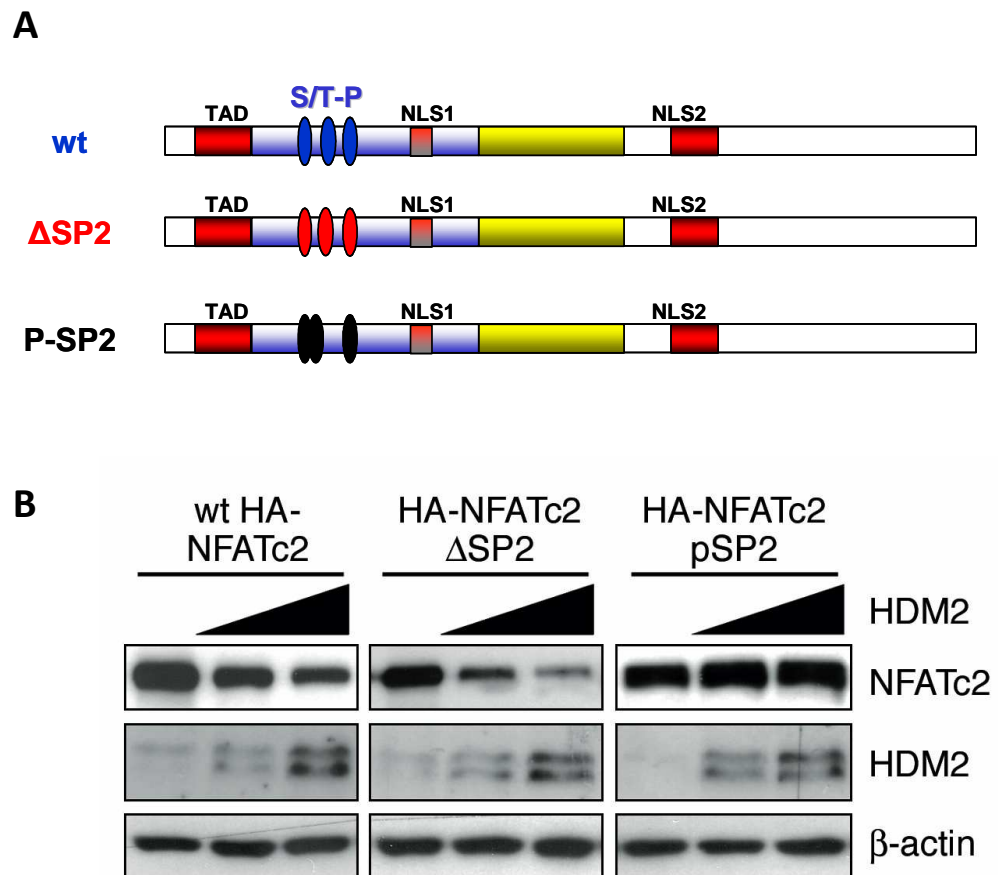 A
S/T-P
TAD NLS1 NLS2
wt
TAD NLS1 NLS2
ΔSP2
TAD NLS1 NLS2
P-SP2
B
wt HA-
NFATc2
HA-NFATc2
ΔSP2
HA-NFATc2
pSP2
HDM2
NFATc2
HDM2
β-actin